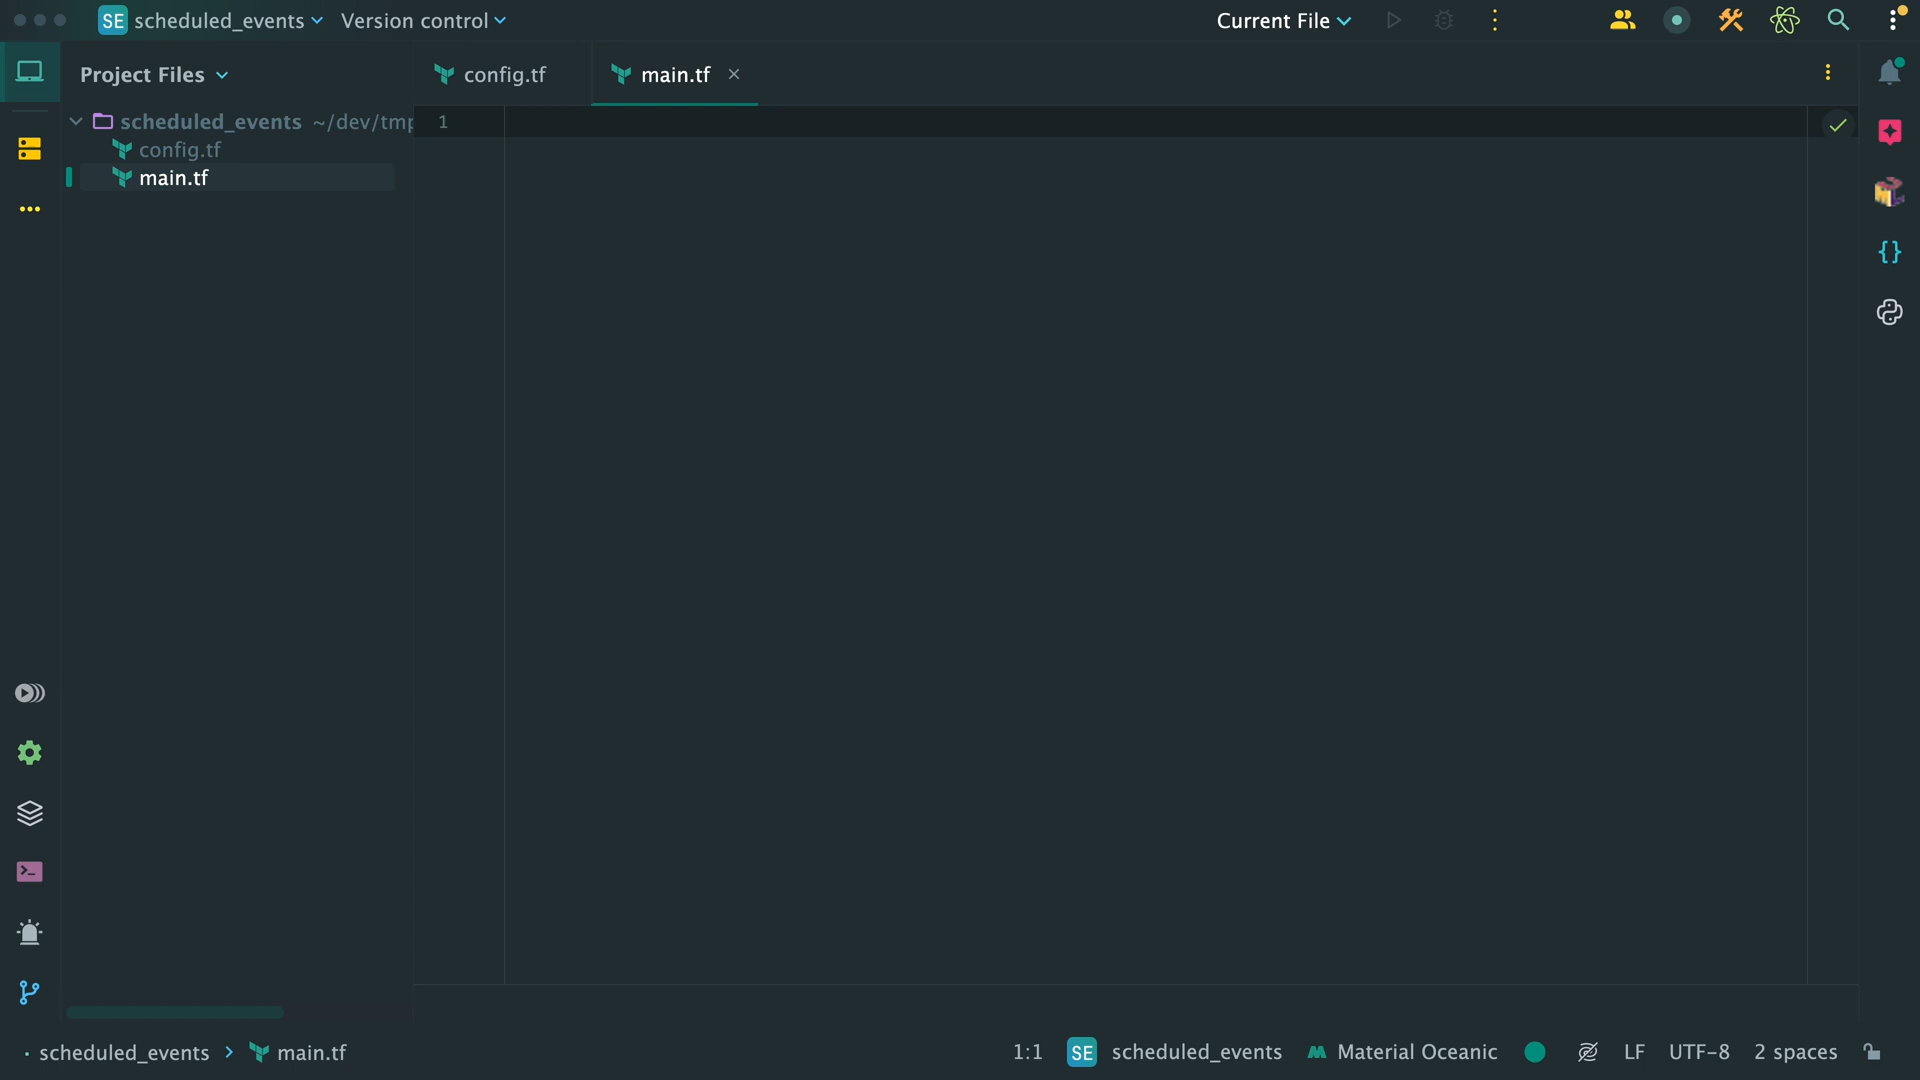 SE scheduled_events Version control Current File
Project Files config.tf main.tf
scheduled_events ~/dev/tmp 1
config.tf
main.tf
scheduled_events main.tf 1:1 SE scheduled_events Material Oceanic LF UTF-8 2 spaces